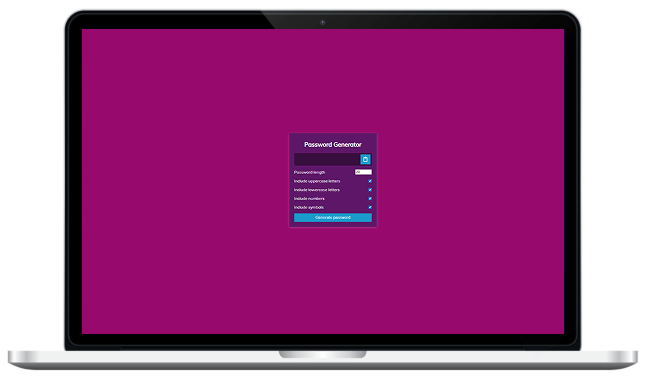 Password Generator
Password length 20
Include uppercase letters
Include lowercase letters
Include numbers
Include symbols
Generate password